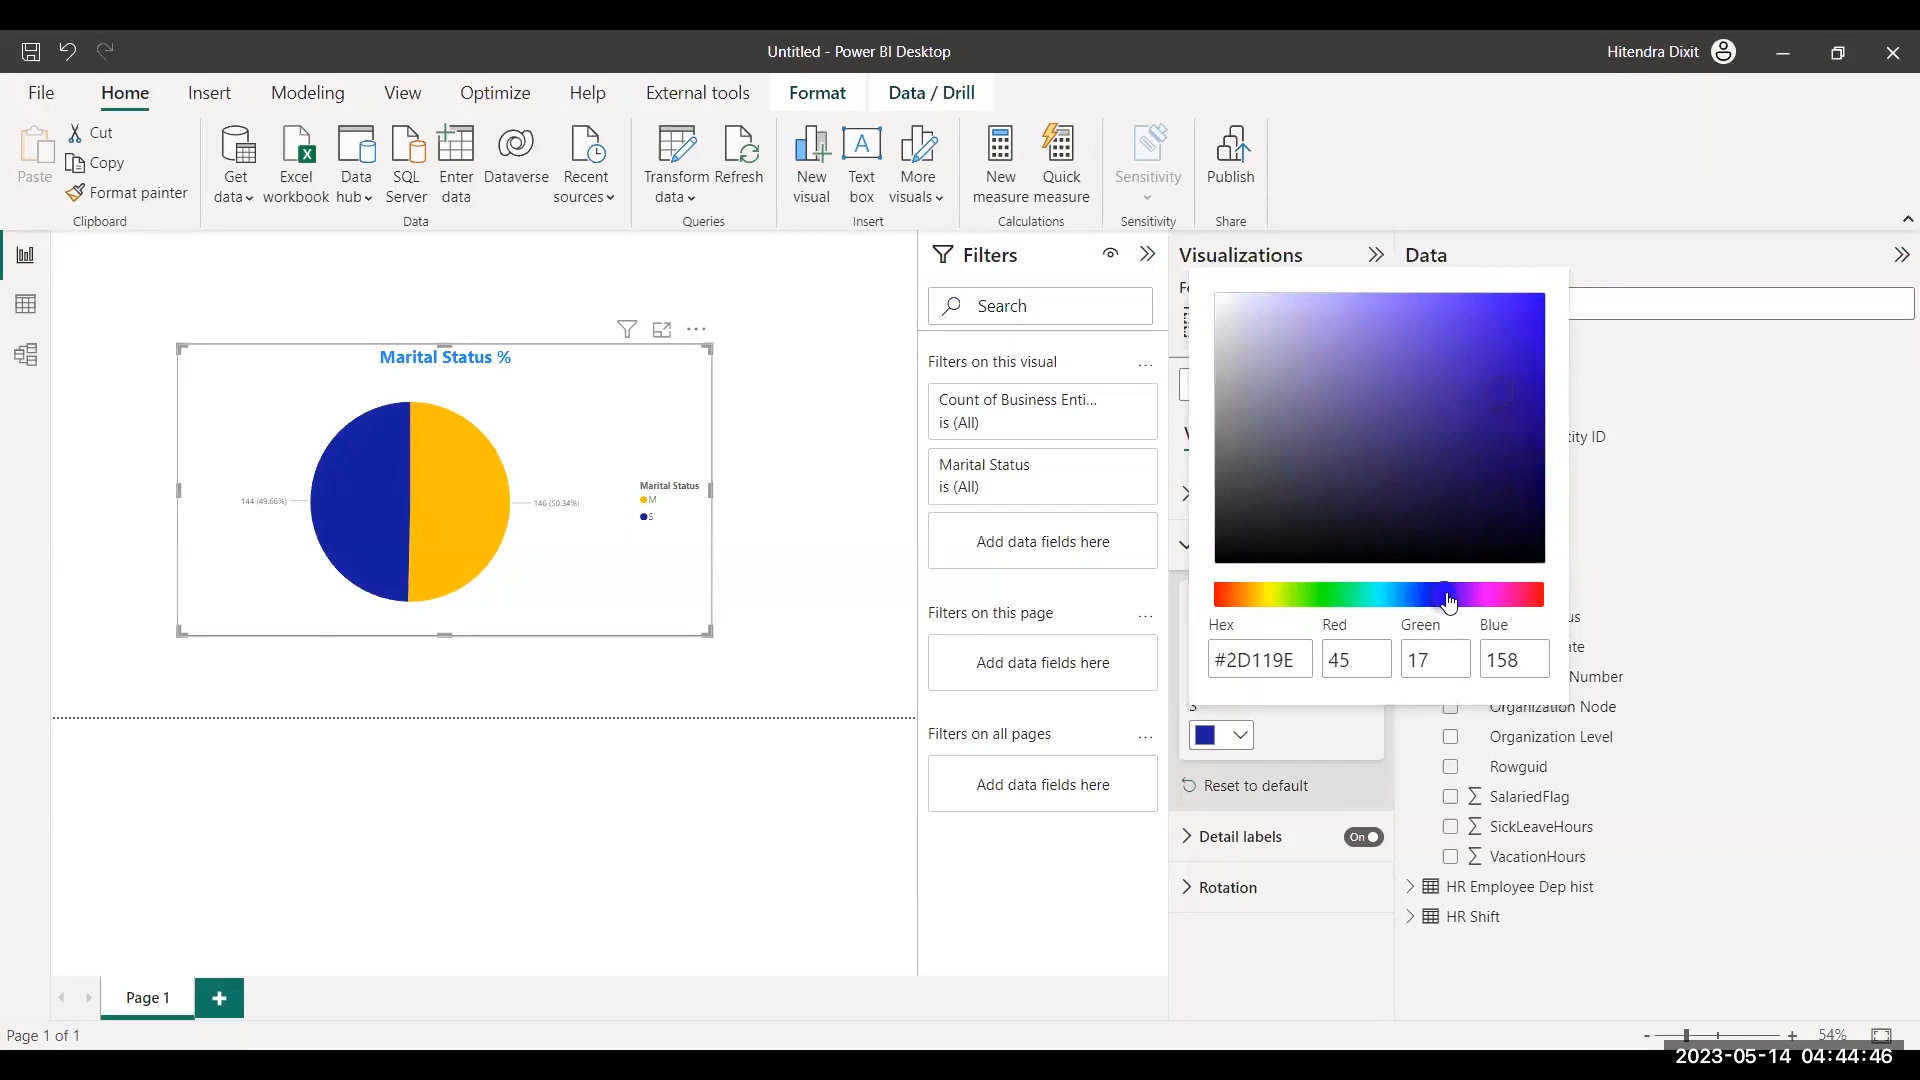 Untitled - Power BI Desktop
Hitendra Dixit
File Home Insert Modeling View Optimize Help External tools Format Data / Drill
Paste
Cut
Copy
Format painter
Clipboard
Get data
Excel workbook
Data hub
SQL Server
Enter data
Dataverse
Recent sources
Data
Transform data
Refresh
Queries
New visual
Text box
More visuals
Insert
New measure
Quick measure
Calculations
Sensitivity
Sensitivity
Publish
Share
Marital Status %
144 (49.66%)
146 (50.34%)
Marital Status
M
S
Filters
Search
Filters on this visual
...
Count of Business Enti...
is (All)
Marital Status
is (All)
Add data fields here
Filters on this page
...
Add data fields here
Filters on all pages
...
Add data fields here
Visualizations
Hex Red Green Blue
#2D119E 45 17 158
Reset to default
Detail labels On
Rotation
Data
tity ID
us
ate
Number
Organization Node
Organization Level
Rowguid
SalariedFlag
SickLeaveHours
VacationHours
HR Employee Dep hist
HR Shift
Page 1
Page 1 of 1
- + 54%
2023-05-14 04:44:46